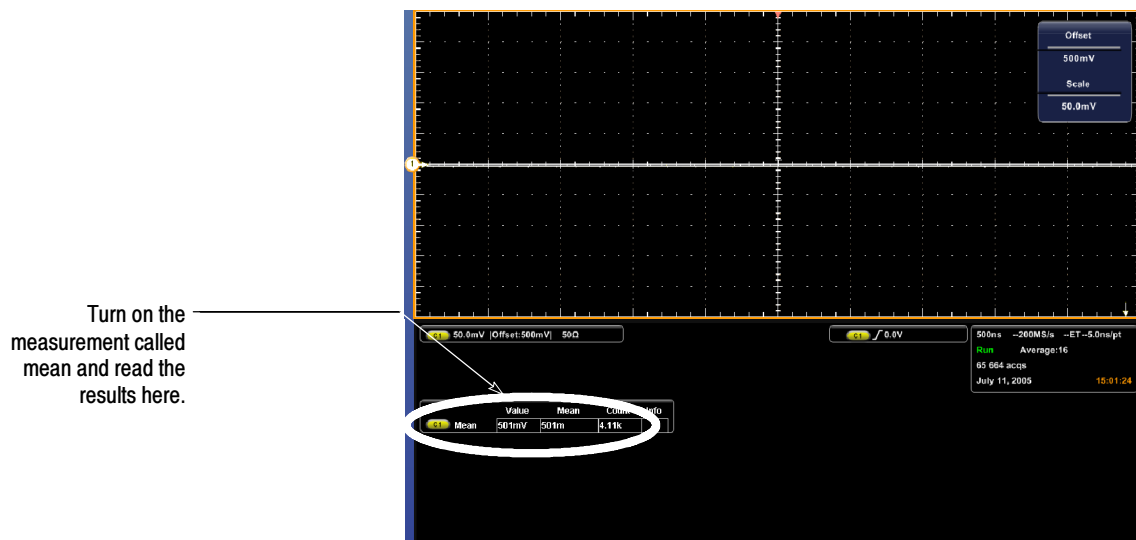 Offset
500mV
Scale
50.0mV
1
Turn on the
measurement called
mean and read the
results here.
C1 50.0mV |Offset:500mV| 50Ω
C1 0.0V
500ns --200MS/s --ET--5.0ns/pt
Run Average:16
65 664 acqs
July 11, 2005 15:01:24
Value Mean Count Info
C1 Mean 501mV 501m 4.11k